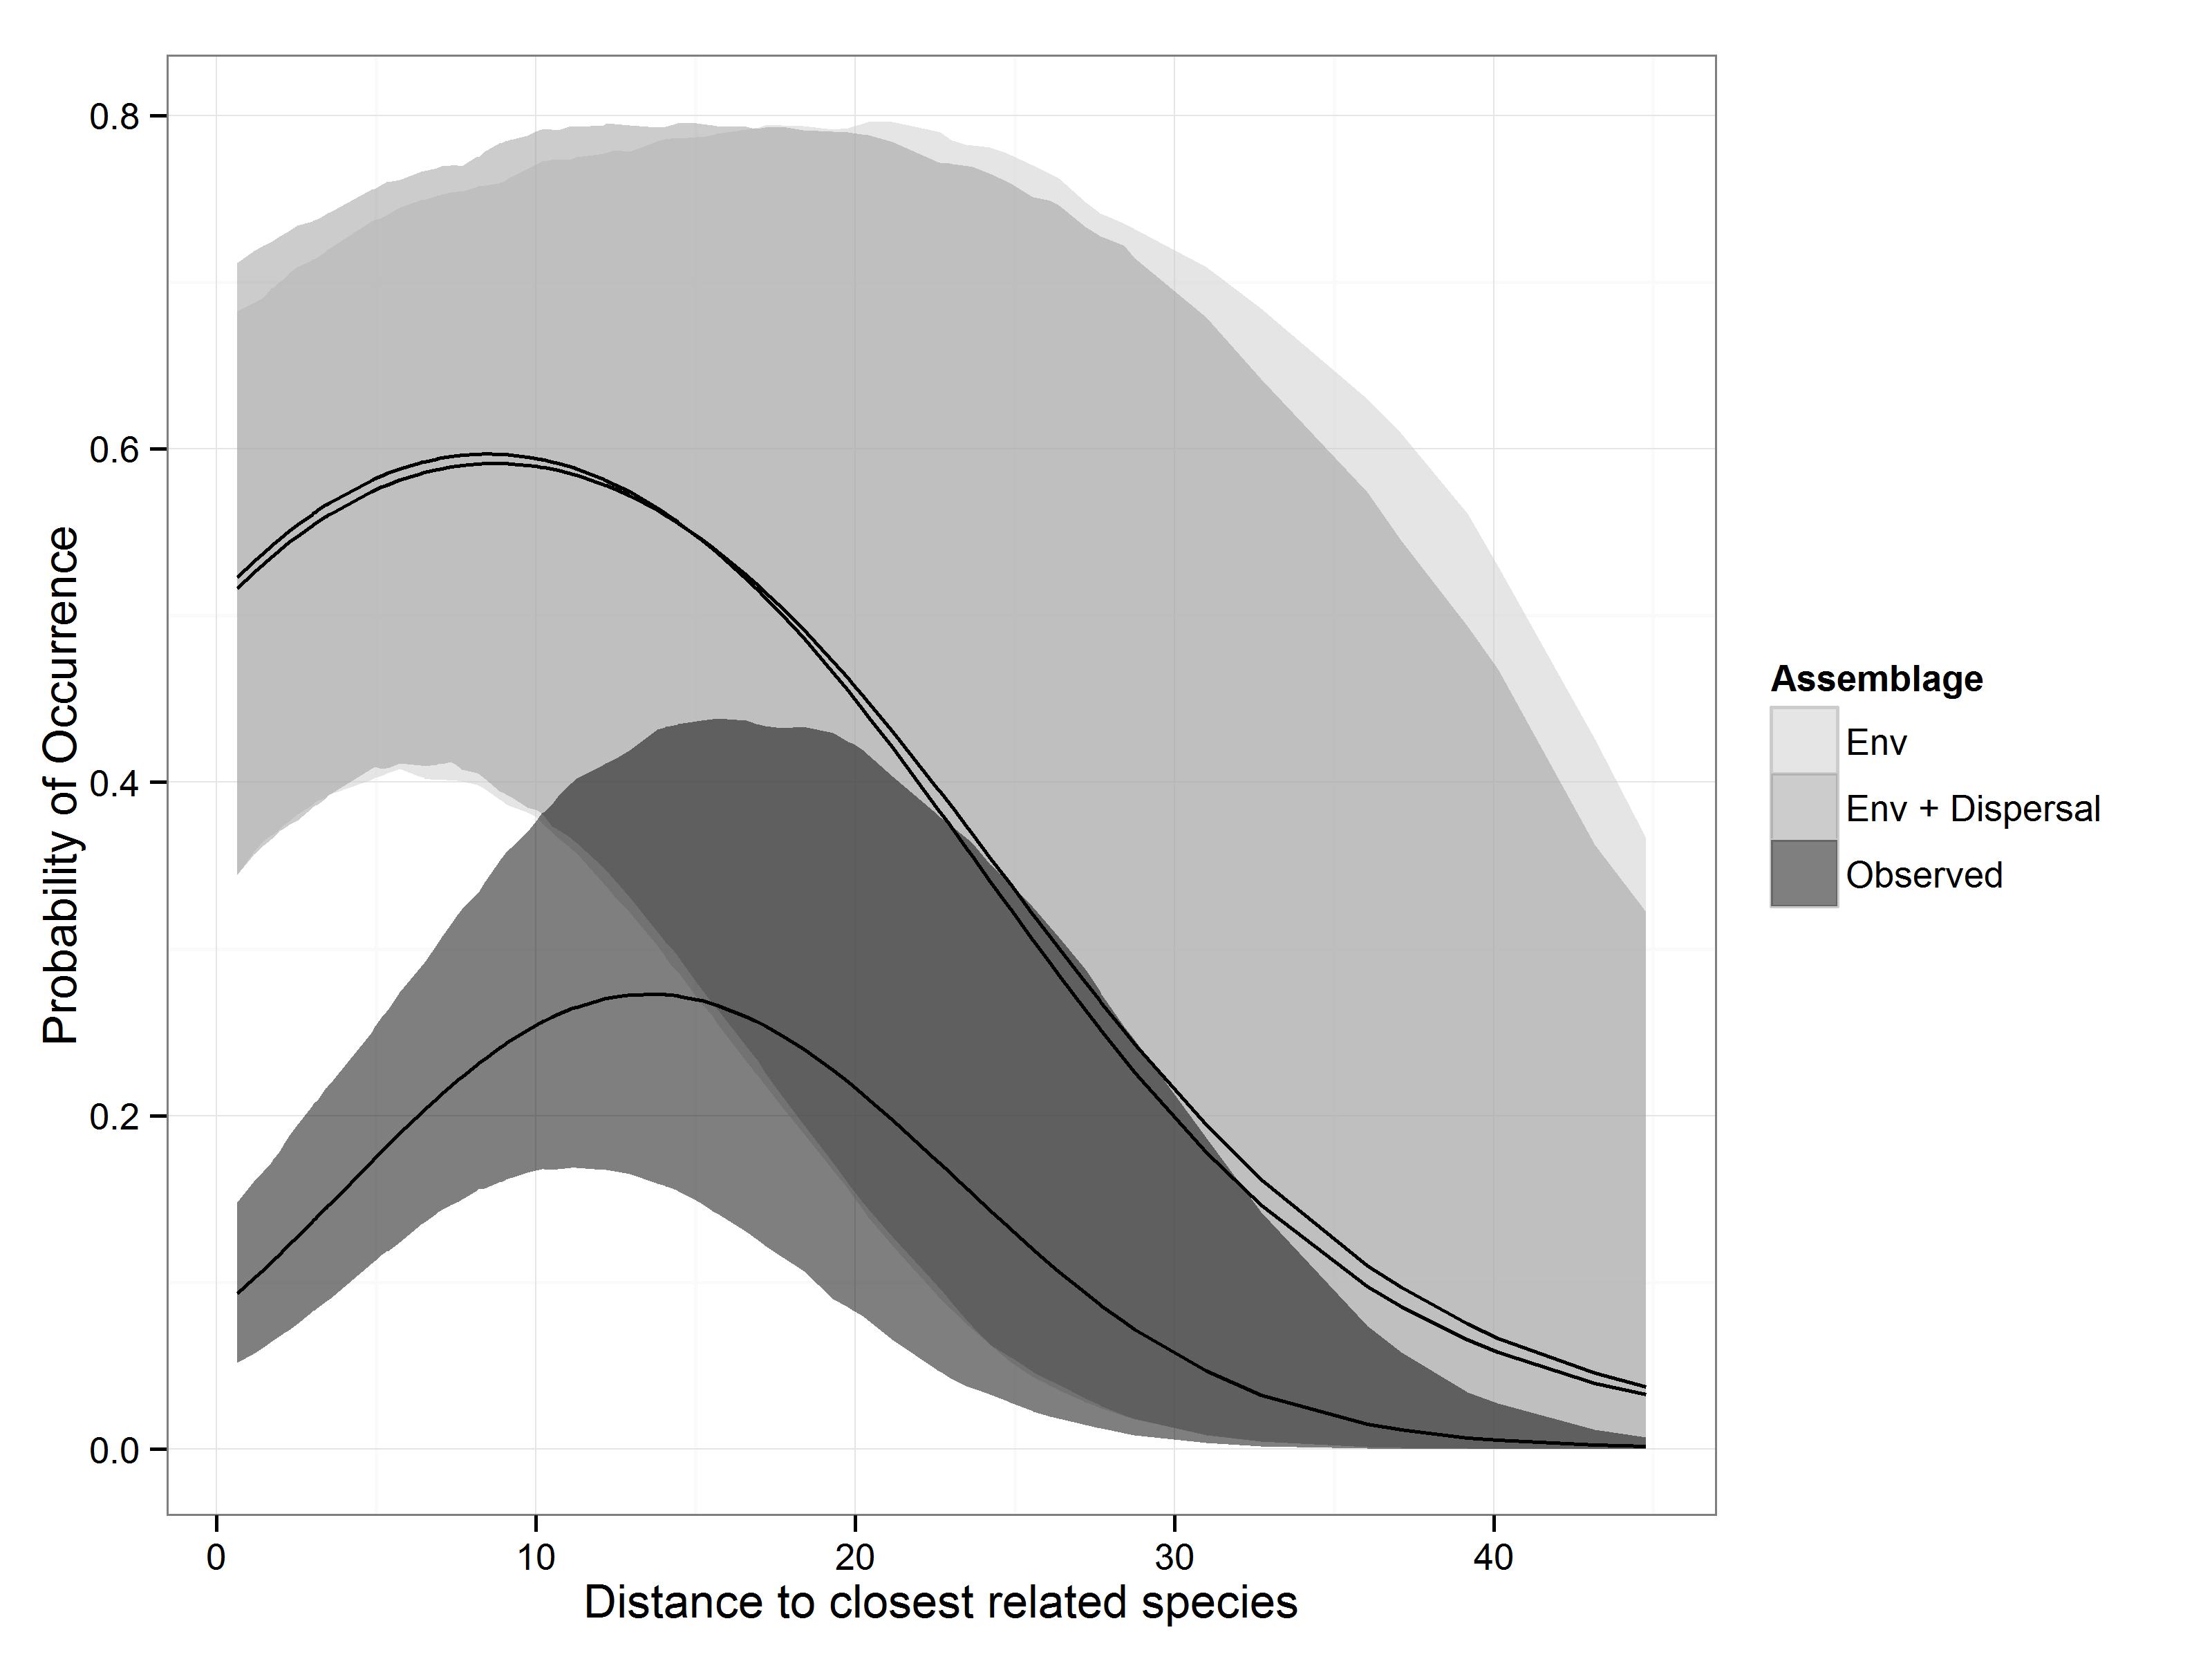 0.8
0.6
0.4
0.2
0.0
Probability of Occurrence
0 10 20 30 40
Distance to closest related species
Assemblage
Env
Env + Dispersal
Observed